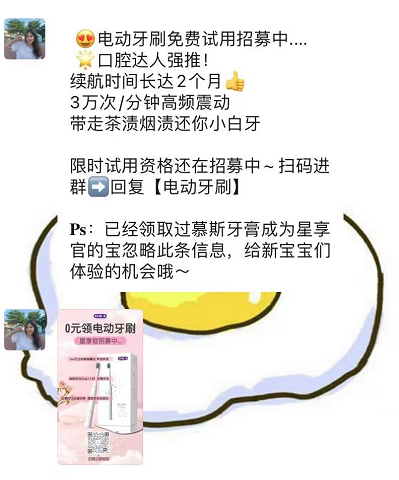 😍电动牙刷免费试用招募中....
🌟口腔达人强推！
续航时间长达2个月👍
3万次/分钟高频震动
带走茶渍烟渍还你小白牙
限时试用资格还在招募中~扫码进
群➡️回复【电动牙刷】
Ps：已经领取过慕斯牙膏成为星享
官的宝忽略此条信息，给新宝宝们
体验的机会哦～
0元领电动牙刷
星享官招募中...